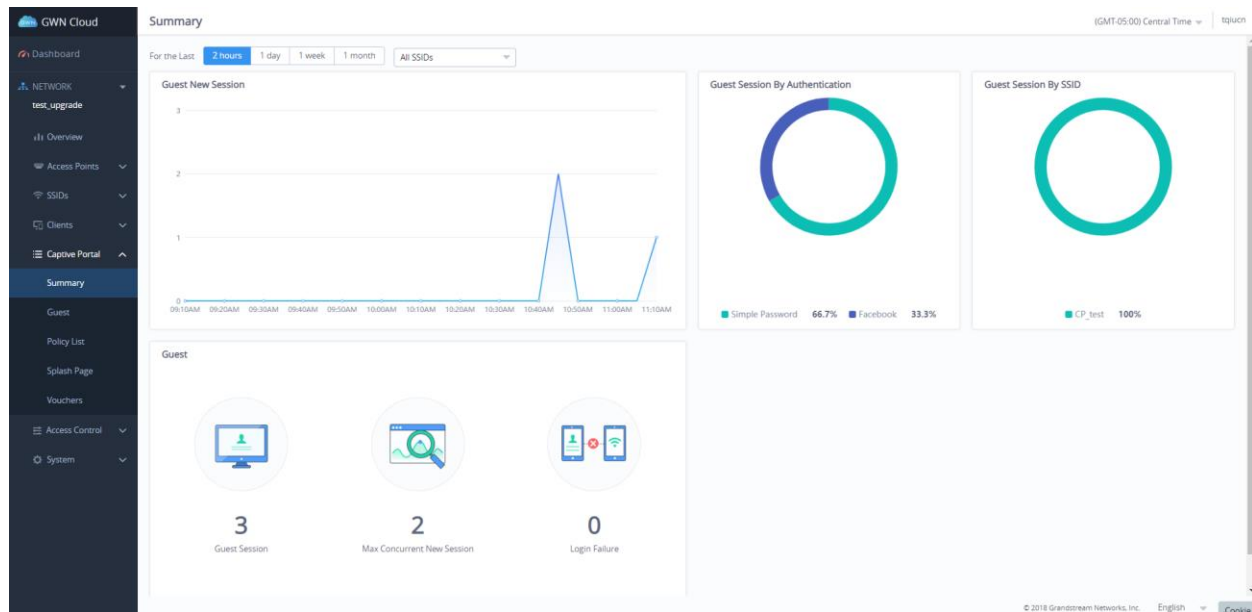 GWN Cloud
Summary
(GMT-05:00) Central Time
tqiucn
Dashboard
NETWORK
test_upgrade
Overview
Access Points
SSIDs
Clients
Captive Portal
Summary
Guest
Policy List
Splash Page
Vouchers
Access Control
System
For the Last 2 hours 1 day 1 week 1 month All SSIDs
Guest New Session
3
2
1
0
09:10AM 09:20AM 09:30AM 09:40AM 09:50AM 10:00AM 10:10AM 10:20AM 10:30AM 10:40AM 10:50AM 11:00AM 11:10AM
Guest Session By Authentication
Simple Password 66.7% Facebook 33.3%
Guest Session By SSID
CP_test 100%
Guest
3
Guest Session
2
Max Concurrent New Session
0
Login Failure
© 2018 Grandstream Networks, Inc. English Cookie